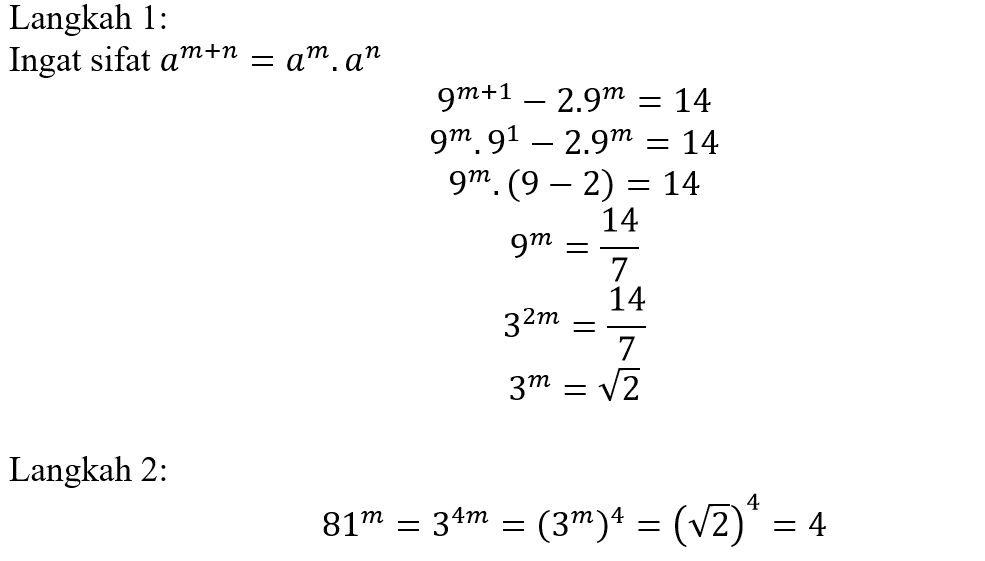 Langkah 1:
Ingat sifat a^{m+n} = a^m . a^n
9^{m+1} − 2.9^m = 14
9^m . 9^1 − 2.9^m = 14
9^m . (9 − 2) = 14
9^m = \frac{14}{7}
3^{2m} = \frac{14}{7}
3^m = √2
Langkah 2:
81^m = 3^{4m} = (3^m)^4 = (√2)^4 = 4